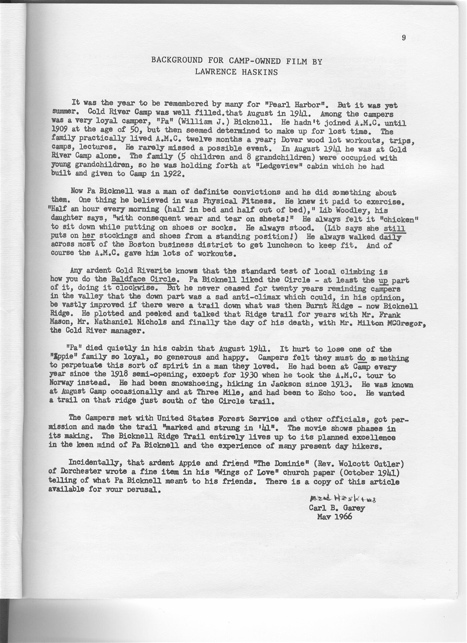 9
BACKGROUND FOR CAMP-OWNED FILM BY
LAWRENCE HASKINS
It was the year to be remembered by many for "Pearl Harbor". But it was yet
summer. Cold River Camp was well filled.that August in 1941. Among the campers
was a very loyal camper, "Pa" (William J.) Bicknell. He hadn't joined A.M.C. until
1909 at the age of 50, but then seemed determined to make up for lost time. The
family practically lived A.M.C. twelve months a year; Dover wood lot workouts, trips,
camps, lectures. He rarely missed a possible event. In August 1941 he was at Cold
River Camp alone. The family (5 children and 8 grandchildren) were occupied with
young grandchildren, so he was holding forth at "Ledgeview" cabin which he had
built and given to Camp in 1922.
Now Pa Bicknell was a man of definite convictions and he did something about
them. One thing he believed in was Physical Fitness. He knew it paid to exercise.
"Half an hour every morning (half in bed and half out of bed)," Lib Woodley, his
daughter says, "with consequent wear and tear on sheets!" He always felt it "chicken"
to sit down while putting on shoes or socks. He always stood. (Lib says she still
puts on her stockings and shoes from a standing position!) He always walked daily
across most of the Boston business district to get luncheon to keep fit. And of
course the A.M.C. gave him lots of workouts.
Any ardent Cold Riverite knows that the standard test of local climbing is
how you do the Baldface Circle. Pa Bicknell liked the Circle - at least the up part
of it, doing it clockwise. But he never ceased for twenty years reminding campers
in the valley that the down part was a sad anti-climax which could, in his opinion,
be vastly improved if there were a trail down what was then Burnt Ridge - now Bicknell
Ridge. He plotted and peeked and talked that Ridge trail for years with Mr. Frank
Mason, Mr. Nathaniel Nichols and finally the day of his death, with Mr. Milton MCGregor,
the Cold River manager.
"Pa" died quietly in his cabin that August 1941. It hurt to lose one of the
"Appie" family so loyal, so generous and happy. Campers felt they must do something
to perpetuate this sort of spirit in a man they loved. He had been at Camp every
year since the 1918 semi-opening, except for 1930 when he took the A.M.C. tour to
Norway instead. He had been snowshoeing, hiking in Jackson since 1913. He was known
at August Camp occasionally and at Three Mile, and had been to Echo too. He wanted
a trail on that ridge just south of the Circle trail.
The Campers met with United States Forest Service and other officials, got per-
mission and made the trail "marked and strung in '41". The movie shows phases in
its making. The Bicknell Ridge Trail entirely lives up to its planned excellence
in the keen mind of Pa Bicknell and the experience of many present day hikers.
Incidentally, that ardent Appie and friend "The Dominie" (Rev. Wolcott Cutler)
of Dorchester wrote a fine item in his "Wings of Love" church paper (October 1941)
telling of what Pa Bicknell meant to his friends. There is a copy of this article
available for your perusal.
Haskins
Carl B. Garey
May 1966